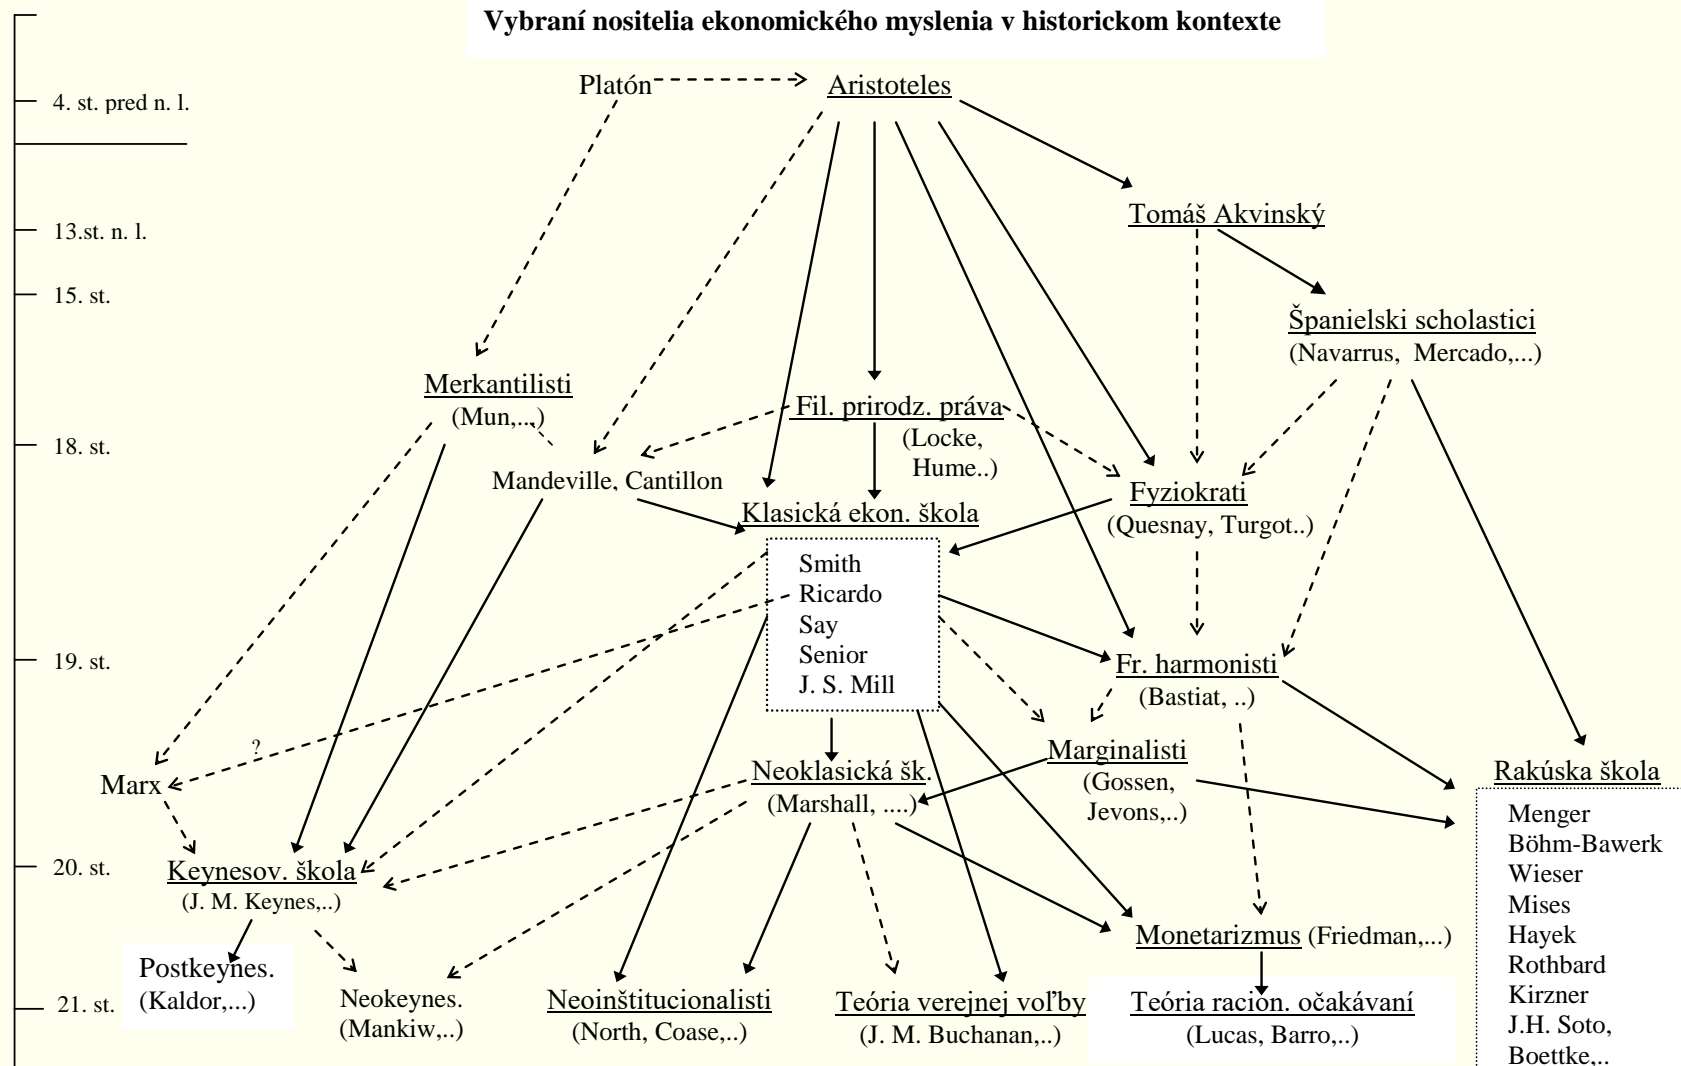 Vybraní nositelia ekonomického myslenia v historickom kontexte
Platón
Aristoteles
4. st. pred n. l.
Tomáš Akvinský
13.st. n. l.
15. st.
Španielski scholastici
(Navarrus, Mercado,...)
Merkantilisti
(Mun,...)
Fil. prirodz. práva
(Locke,
Hume..)
18. st.
Mandeville, Cantillon
Fyziokrati
(Quesnay, Turgot..)
Klasická ekon. škola
Smith
Ricardo
Say
Senior
J. S. Mill
19. st.
Fr. harmonisti
(Bastiat, ..)
?
Marx
Neoklasická šk.
(Marshall, ....)
Marginalisti
(Gossen,
Jevons,..)
Rakúska škola
Menger
Böhm-Bawerk
Wieser
Mises
Hayek
Rothbard
Kirzner
J.H. Soto,
Boettke,..
20. st.
Keynesov. škola
(J. M. Keynes,..)
Monetarizmus (Friedman,...)
Postkeynes.
(Kaldor,...)
21. st.
Neokeynes.
(Mankiw,..)
Neoinštitucionalisti
(North, Coase,..)
Teória verejnej voľby
(J. M. Buchanan,..)
Teória racion. očakávaní
(Lucas, Barro,..)